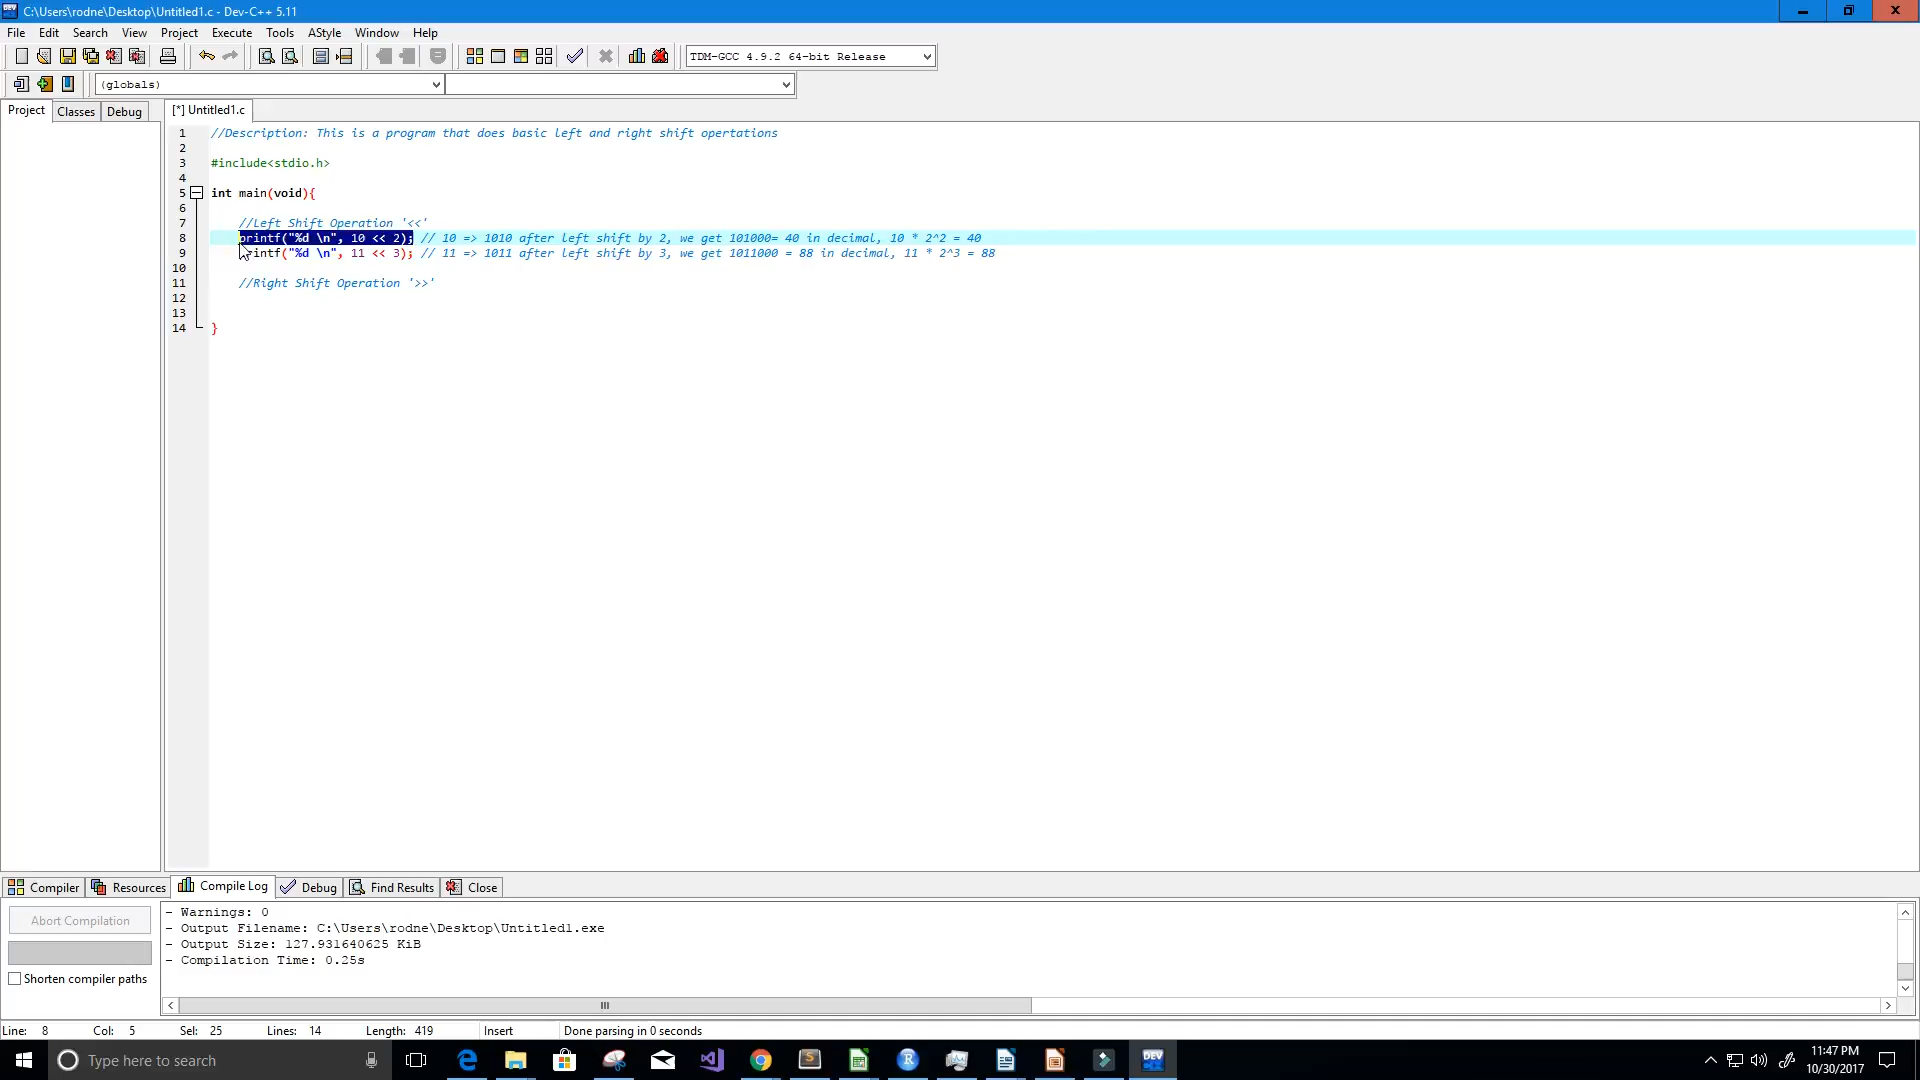 C:\Users\rodne\Desktop\Untitled1.c - Dev-C++ 5.11
File Edit Search View Project Execute Tools AStyle Window Help
TDM-GCC 4.9.2 64-bit Release
(globals)
Project Classes Debug [*] Untitled1.c
1 //Description: This is a program that does basic left and right shift opertations
2
3 #include<stdio.h>
4
5 int main(void){
6
7 //Left Shift Operation '<<'
8 printf("%d \n", 10 << 2); // 10 => 1010 after left shift by 2, we get 101000= 40 in decimal, 10 * 2^2 = 40
9 printf("%d \n", 11 << 3); // 11 => 1011 after left shift by 3, we get 1011000 = 88 in decimal, 11 * 2^3 = 88
10
11 //Right Shift Operation '>>'
12
13
14 }
Compiler Resources Compile Log Debug Find Results Close
Abort Compilation
Shorten compiler paths
- Warnings: 0
- Output Filename: C:\Users\rodne\Desktop\Untitled1.exe
- Output Size: 127.931640625 KiB
- Compilation Time: 0.25s
Line: 8 Col: 5 Sel: 25 Lines: 14 Length: 419 Insert Done parsing in 0 seconds
Type here to search
DEV
11:47 PM
10/30/2017